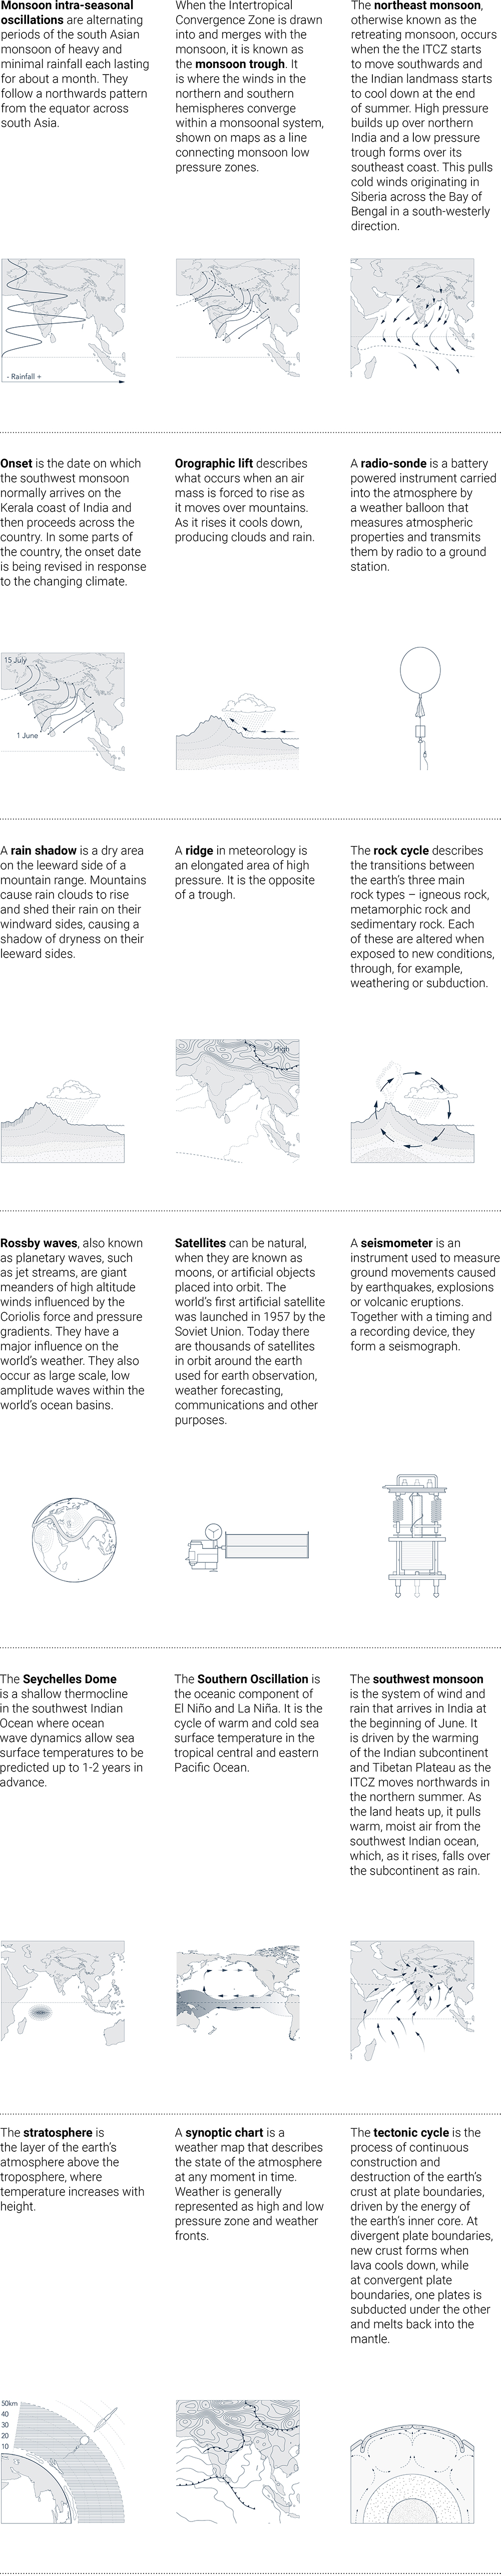 Monsoon intra-seasonal
oscillations are alternating
periods of the south Asian
monsoon of heavy and
minimal rainfall each lasting
for about a month. They
follow a northwards pattern
from the equator across
south Asia.
When the Intertropical
Convergence Zone is drawn
into and merges with the
monsoon, it is known as
the monsoon trough. It
is where the winds in the
northern and southern
hemispheres converge
within a monsoonal system,
shown on maps as a line
connecting monsoon low
pressure zones.
The northeast monsoon,
otherwise known as the
retreating monsoon, occurs
when the the ITCZ starts
to move southwards and
the Indian landmass starts
to cool down at the end
of summer. High pressure
builds up over northern
India and a low pressure
trough forms over its
southeast coast. This pulls
cold winds originating in
Siberia across the Bay of
Bengal in a south-westerly
direction.
- Rainfall +
Onset is the date on which
the southwest monsoon
normally arrives on the
Kerala coast of India and
then proceeds across the
country. In some parts of
the country, the onset date
is being revised in response
to the changing climate.
Orographic lift describes
what occurs when an air
mass is forced to rise as
it moves over mountains.
As it rises it cools down,
producing clouds and rain.
A radio-sonde is a battery
powered instrument carried
into the atmosphere by
a weather balloon that
measures atmospheric
properties and transmits
them by radio to a ground
station.
15 July
1 June
A rain shadow is a dry area
on the leeward side of a
mountain range. Mountains
cause rain clouds to rise
and shed their rain on their
windward sides, causing a
shadow of dryness on their
leeward sides.
A ridge in meteorology is
an elongated area of high
pressure. It is the opposite
of a trough.
The rock cycle describes
the transitions between
the earth's three main
rock types – igneous rock,
metamorphic rock and
sedimentary rock. Each
of these are altered when
exposed to new conditions,
through, for example,
weathering or subduction.
High
Rossby waves, also known
as planetary waves, such
as jet streams, are giant
meanders of high altitude
winds influenced by the
Coriolis force and pressure
gradients. They have a
major influence on the
world's weather. They also
occur as large scale, low
amplitude waves within the
world's ocean basins.
Satellites can be natural,
when they are known as
moons, or artificial objects
placed into orbit. The
world's first artificial satellite
was launched in 1957 by the
Soviet Union. Today there
are thousands of satellites
in orbit around the earth
used for earth observation,
weather forecasting,
communications and other
purposes.
A seismometer is an
instrument used to measure
ground movements caused
by earthquakes, explosions
or volcanic eruptions.
Together with a timing and
a recording device, they
form a seismograph.
The Seychelles Dome
is a shallow thermocline
in the southwest Indian
Ocean where ocean
wave dynamics allow sea
surface temperatures to be
predicted up to 1-2 years in
advance.
The Southern Oscillation is
the oceanic component of
El Niño and La Niña. It is the
cycle of warm and cold sea
surface temperature in the
tropical central and eastern
Pacific Ocean.
The southwest monsoon
is the system of wind and
rain that arrives in India at
the beginning of June. It
is driven by the warming
of the Indian subcontinent
and Tibetan Plateau as the
ITCZ moves northwards in
the northern summer. As
the land heats up, it pulls
warm, moist air from the
southwest Indian ocean,
which, as it rises, falls over
the subcontinent as rain.
The stratosphere is
the layer of the earth's
atmosphere above the
troposphere, where
temperature increases with
height.
A synoptic chart is a
weather map that describes
the state of the atmosphere
at any moment in time.
Weather is generally
represented as high and low
pressure zone and weather
fronts.
The tectonic cycle is the
process of continuous
construction and
destruction of the earth's
crust at plate boundaries,
driven by the energy of
the earth's inner core. At
divergent plate boundaries,
new crust forms when
lava cools down, while
at convergent plate
boundaries, one plates is
subducted under the other
and melts back into the
mantle.
50km
40
30
20
10